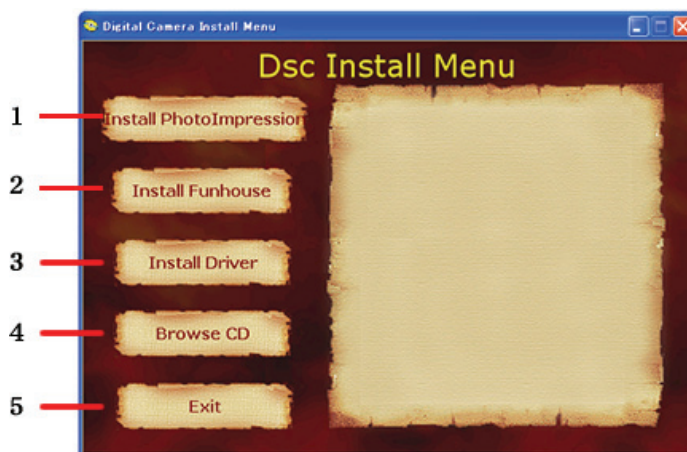 Digital Camera Install Menu
Dsc Install Menu
1 Install PhotoImpression
2 Install Funhouse
3 Install Driver
4 Browse CD
5 Exit